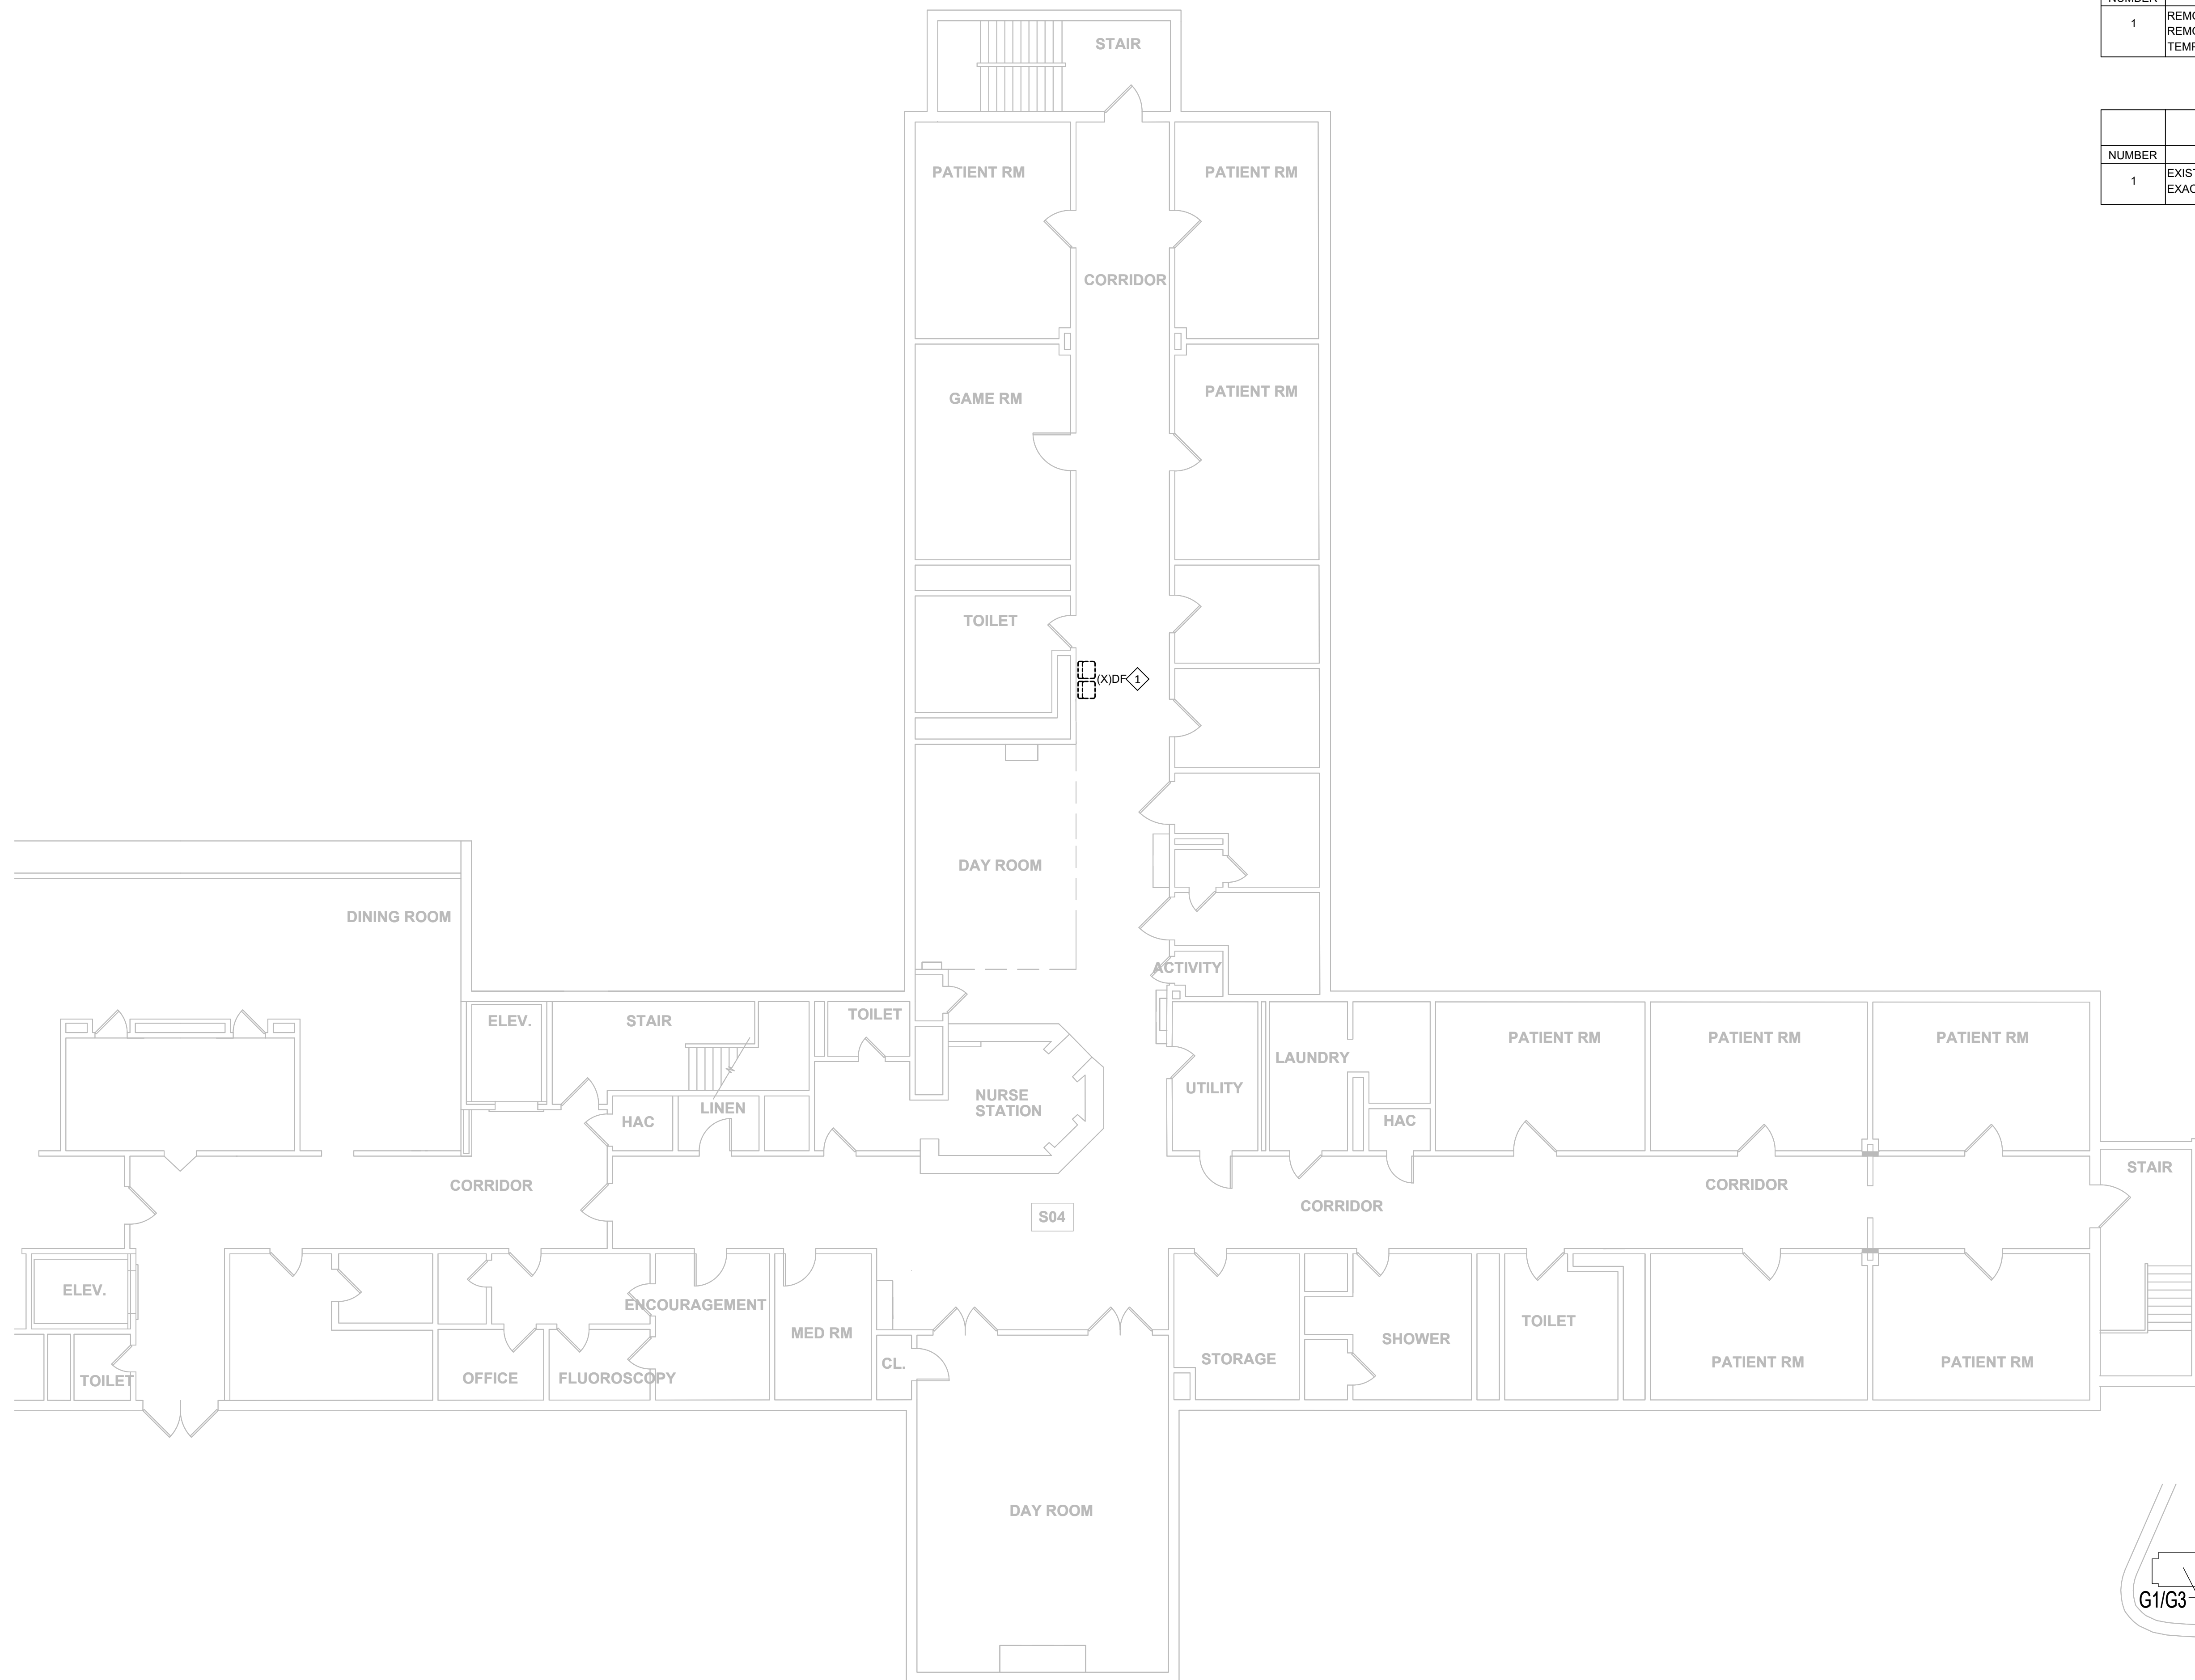 NUMBER
1
REMO
REMO
TEMP
NUMBER
1
EXIST
EXAC
STAIR
PATIENT RM
PATIENT RM
CORRIDOR
GAME RM
PATIENT RM
TOILET
(X)DF 1
DAY ROOM
DINING ROOM
ACTIVITY
ELEV.
STAIR
TOILET
PATIENT RM
PATIENT RM
PATIENT RM
LAUNDRY
UTILITY
NURSE
STATION
LINEN
HAC
HAC
STAIR
CORRIDOR
CORRIDOR
CORRIDOR
S04
ELEV.
ENCOURAGEMENT
MED RM
TOILET
SHOWER
STORAGE
CL.
PATIENT RM
PATIENT RM
TOILET
OFFICE
FLUOROSCOPY
DAY ROOM
G1/G3